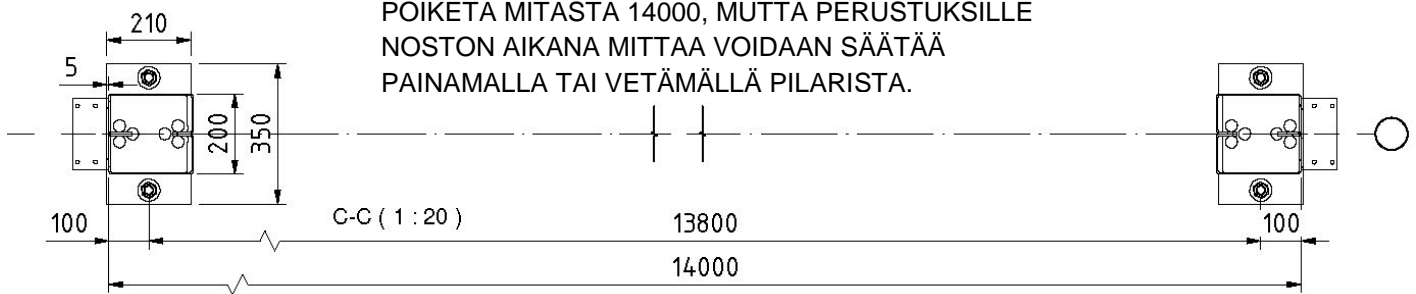 POIKETA MITASTA 14000, MUTTA PERUSTUKSILLE
NOSTON AIKANA MITTAA VOIDAAN SÄÄTÄÄ
PAINAMALLA TAI VETÄMÄLLÄ PILARISTA.
210
5
200
350
100
C-C ( 1 : 20 )
13800
100
14000